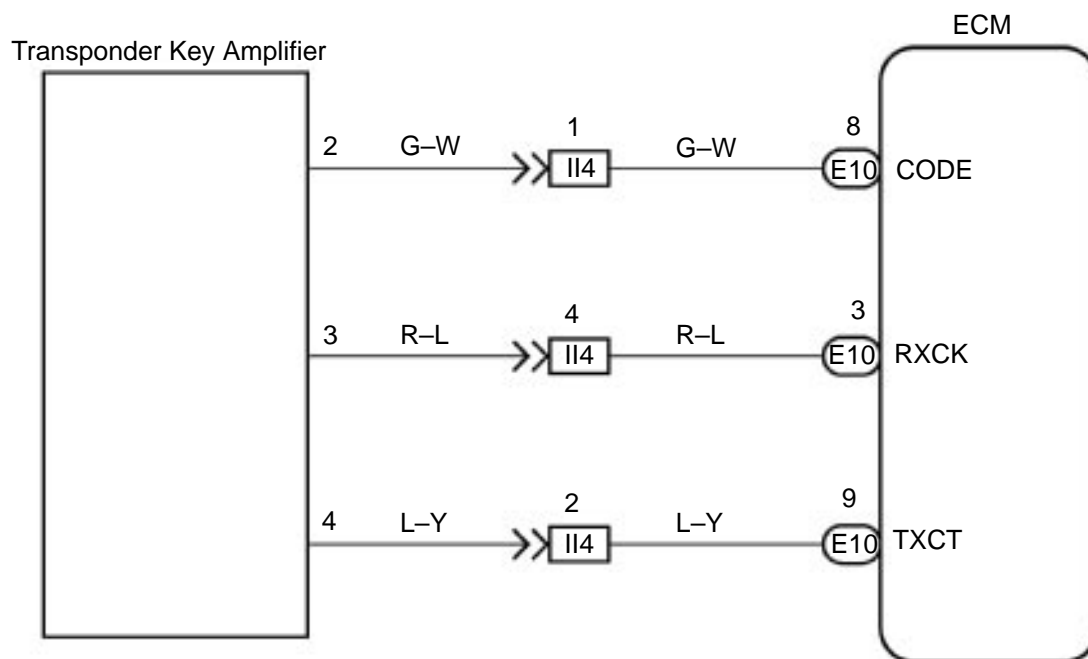 ECM
Transponder Key Amplifier
2 G–W 1 II4 G–W 8 E10 CODE
3 R–L 4 II4 R–L 3 E10 RXCK
4 L–Y 2 II4 L–Y 9 E10 TXCT